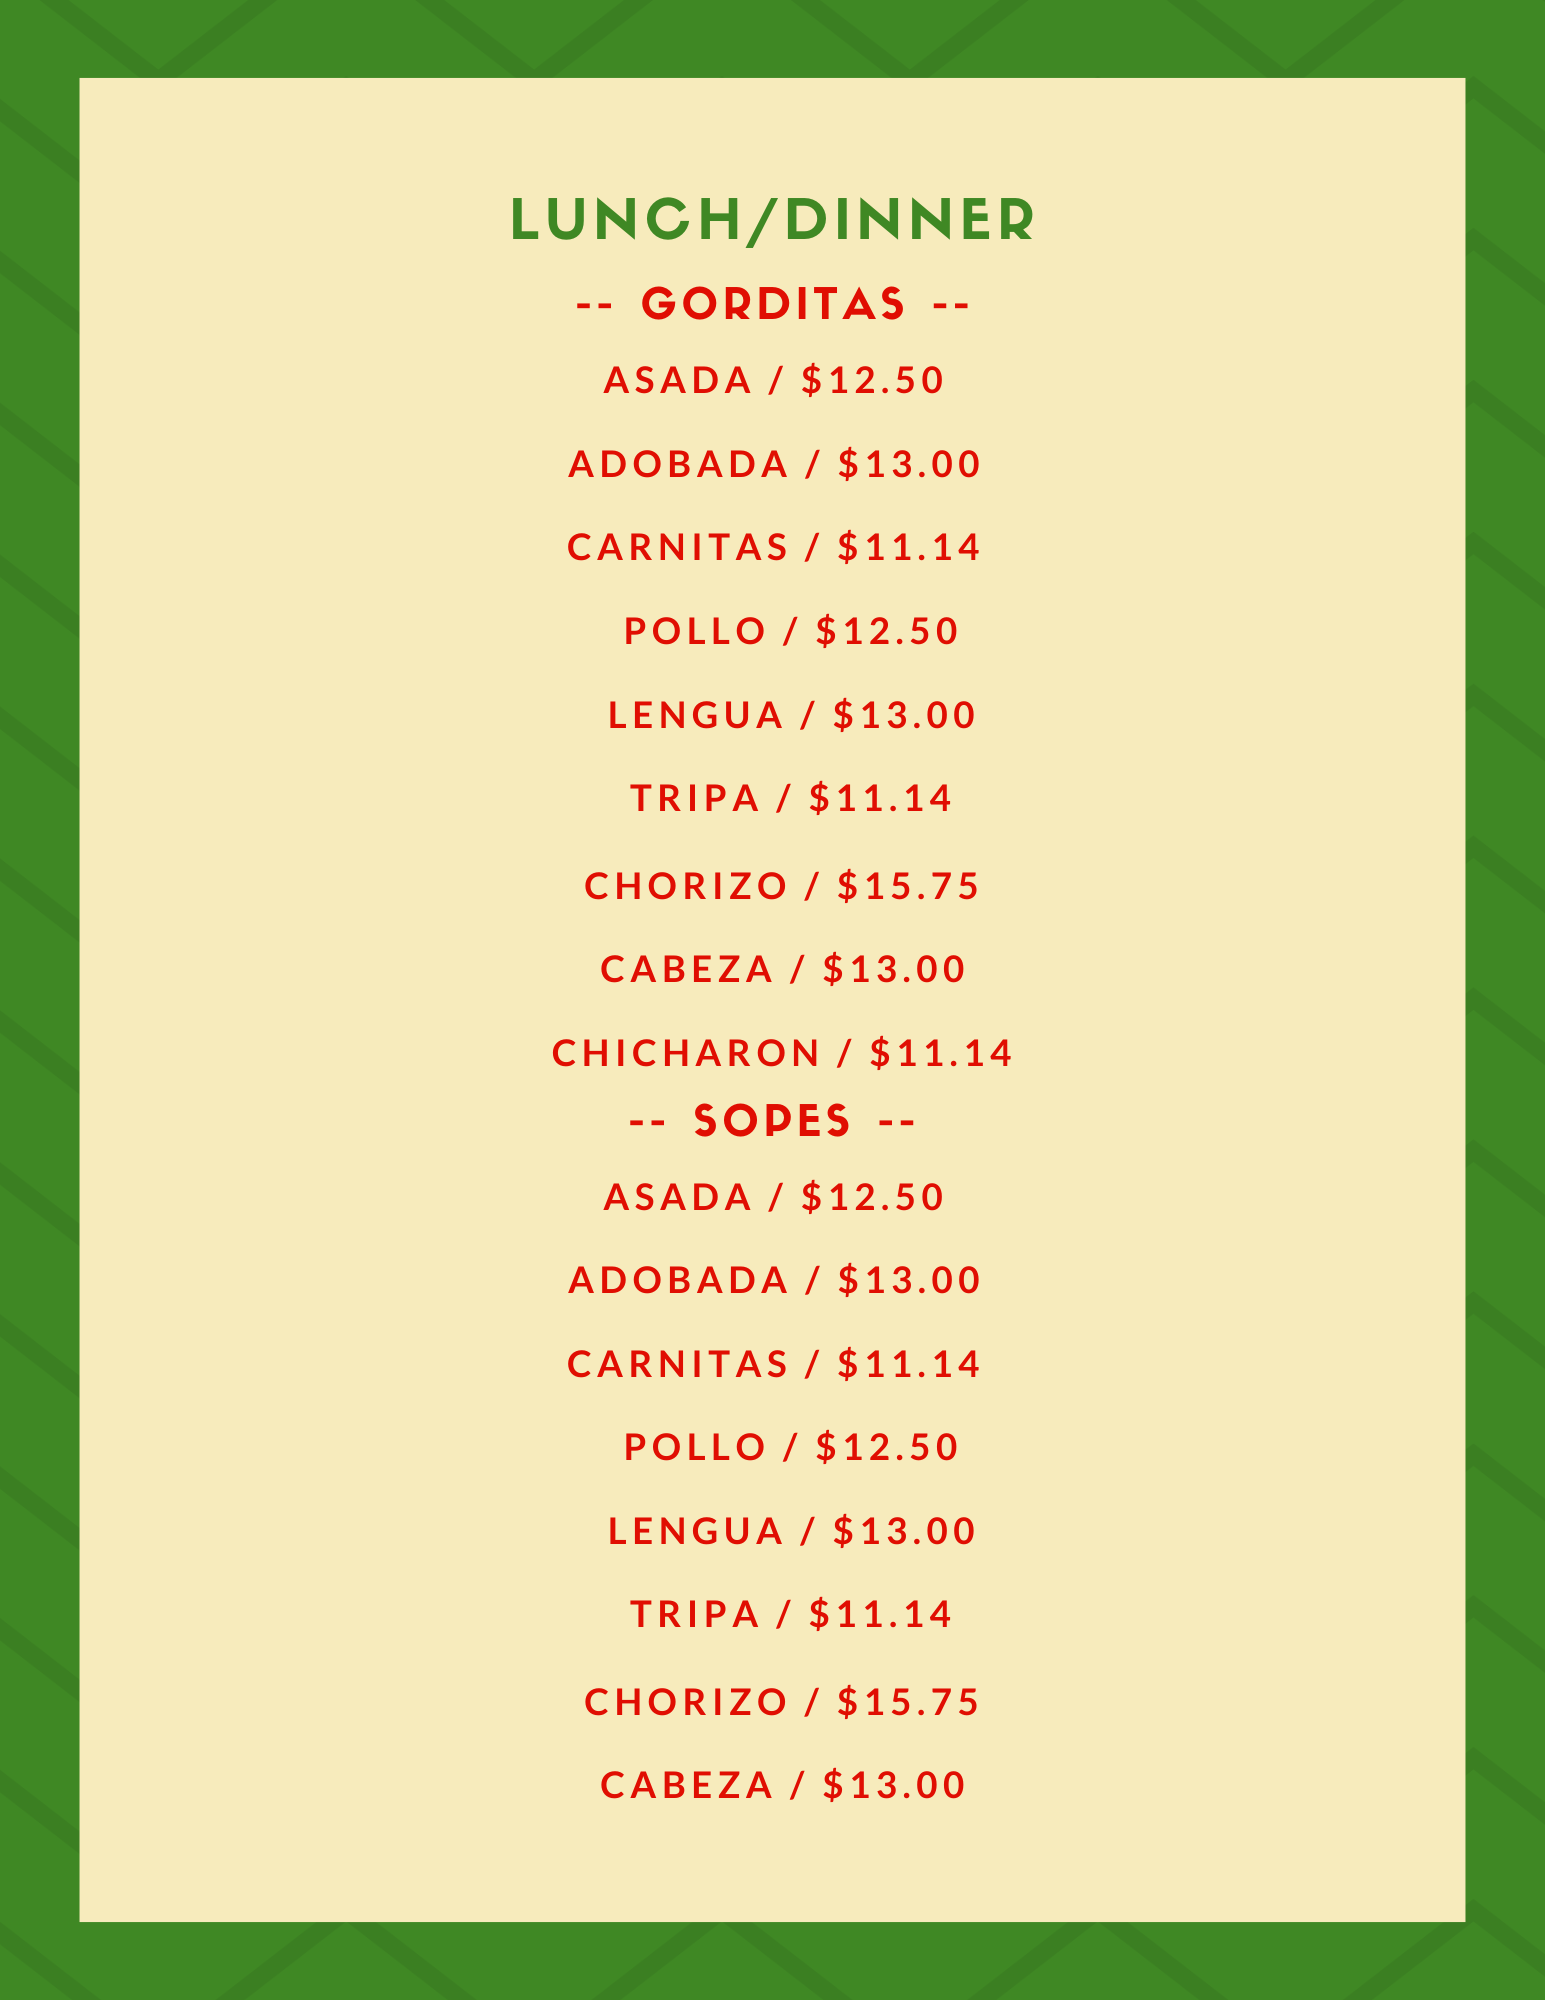 LUNCH/DINNER
-- GORDITAS --
ASADA / $12.50
ADOBADA / $13.00
CARNITAS / $11.14
POLLO / $12.50
LENGUA / $13.00
TRIPA / $11.14
CHORIZO / $15.75
CABEZA / $13.00
CHICHARON / $11.14
-- SOPES --
ASADA / $12.50
ADOBADA / $13.00
CARNITAS / $11.14
POLLO / $12.50
LENGUA / $13.00
TRIPA / $11.14
CHORIZO / $15.75
CABEZA / $13.00